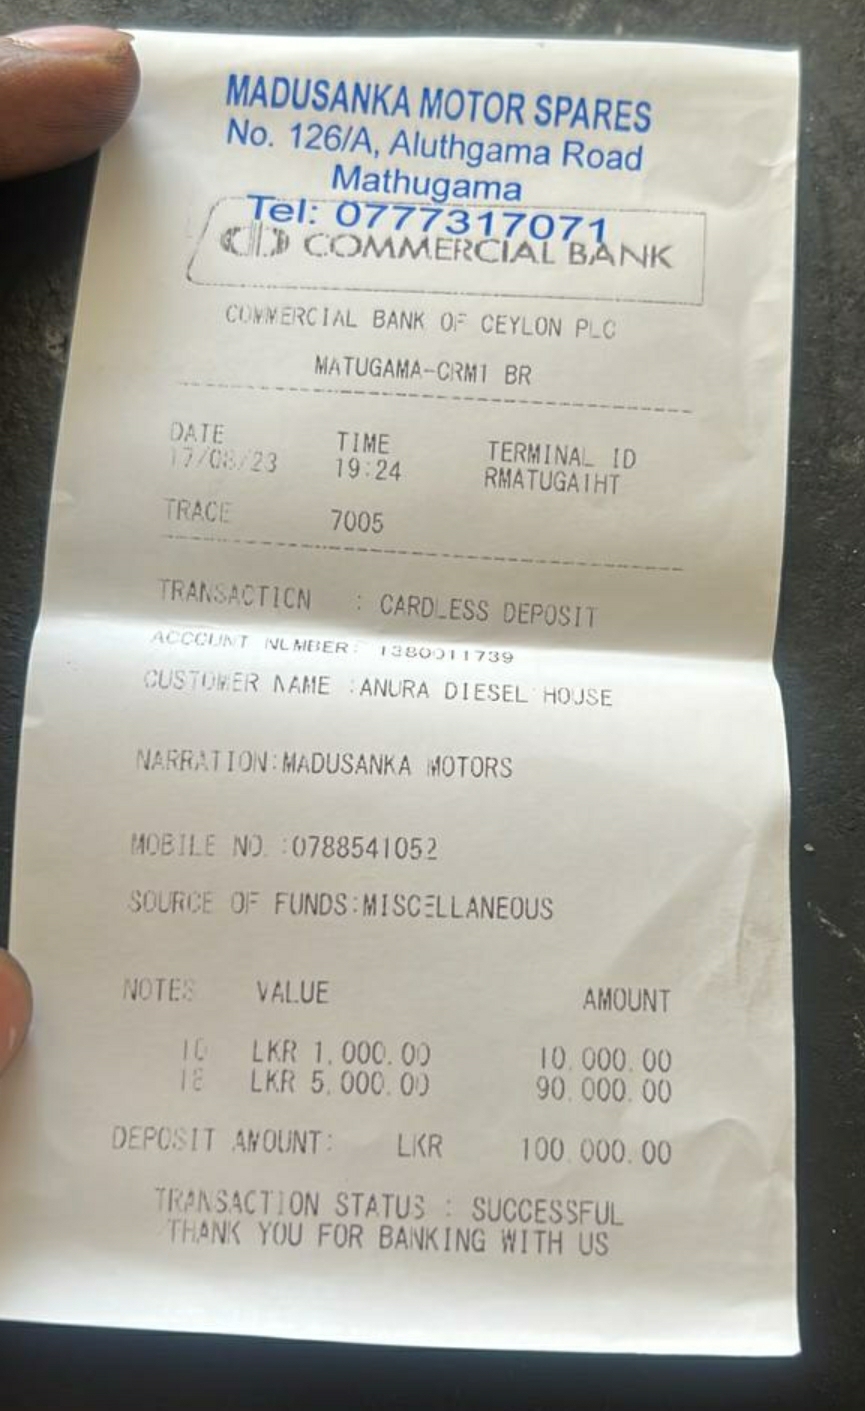 MADUSANKA MOTOR SPARES
No. 126/A, Aluthgama Road
Mathugama
Tel: 0777317071
COMMERCIAL BANK
COMMERCIAL BANK OF CEYLON PLC
MATUGAMA-CRM1 BR
DATE TIME TERMINAL ID
17/08/23 19:24 RMATUGA1HT
TRACE 7005
TRANSACTION : CARDLESS DEPOSIT
ACCOUNT NUMBER: 1380011739
CUSTOMER NAME :ANURA DIESEL HOUSE
NARRATION:MADUSANKA MOTORS
MOBILE NO. :0788541052
SOURCE OF FUNDS:MISCELLANEOUS
NOTES VALUE AMOUNT
10 LKR 1,000.00 10,000.00
18 LKR 5,000.00 90,000.00
DEPOSIT AMOUNT: LKR 100,000.00
TRANSACTION STATUS : SUCCESSFUL
THANK YOU FOR BANKING WITH US